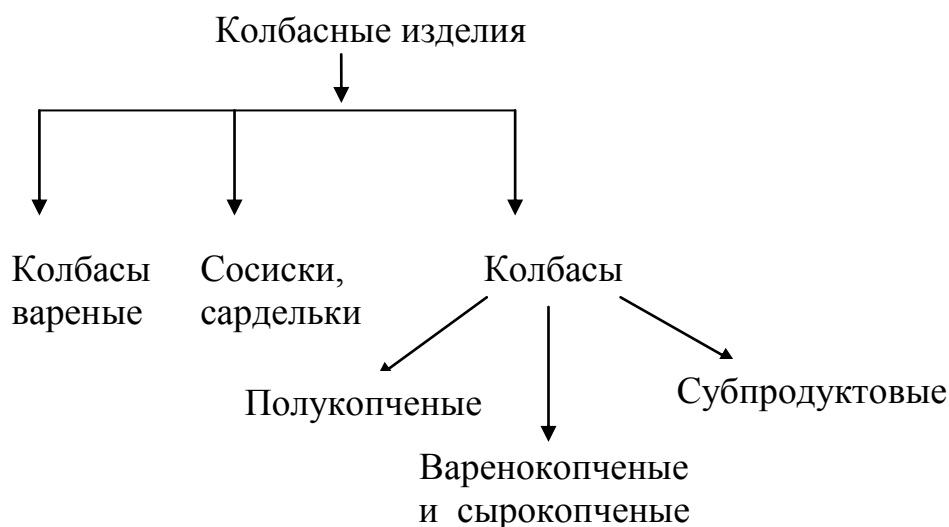 Колбасные изделия
Колбасы вареные
Сосиски, сардельки
Колбасы
Полукопченые
Субпродуктовые
Варенокопченые
и сырокопченые